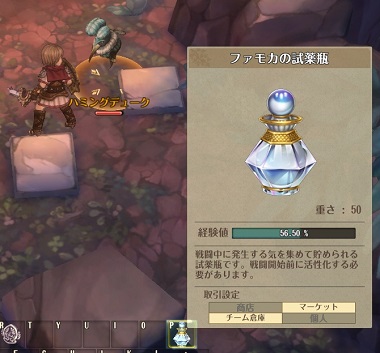 ファモカの試薬瓶
ハミングデューク
重さ : 50
経験値 56.50 %
戦闘中に発生する気を集めて貯められる
試薬瓶です。戦闘開始前に活性化する必
要があります。
取引設定
商店 マーケット
チーム倉庫 個人
R T Y U I O P